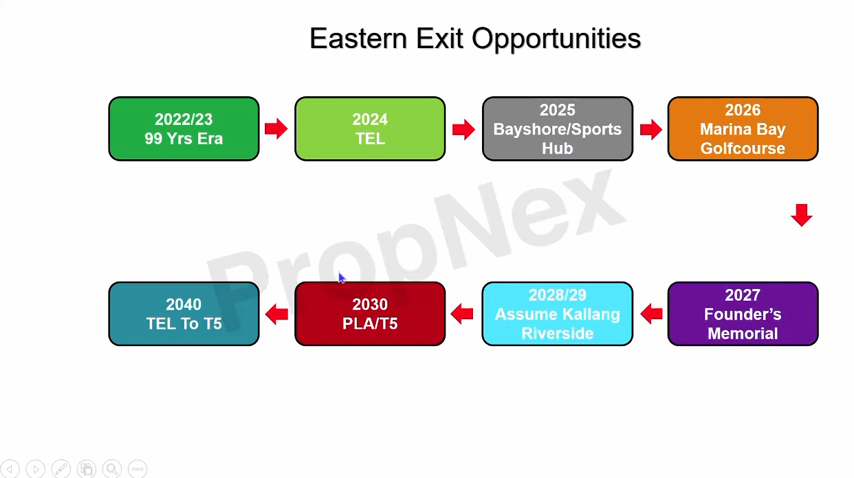 Eastern Exit Opportunities
2022/23
99 Yrs Era
2024
TEL
2025
Bayshore/Sports
Hub
2026
Marina Bay
Golfcourse
PropNex
2027
Founder's
Memorial
2028/29
Assume Kallang
Riverside
2030
PLA/T5
2040
TEL To T5